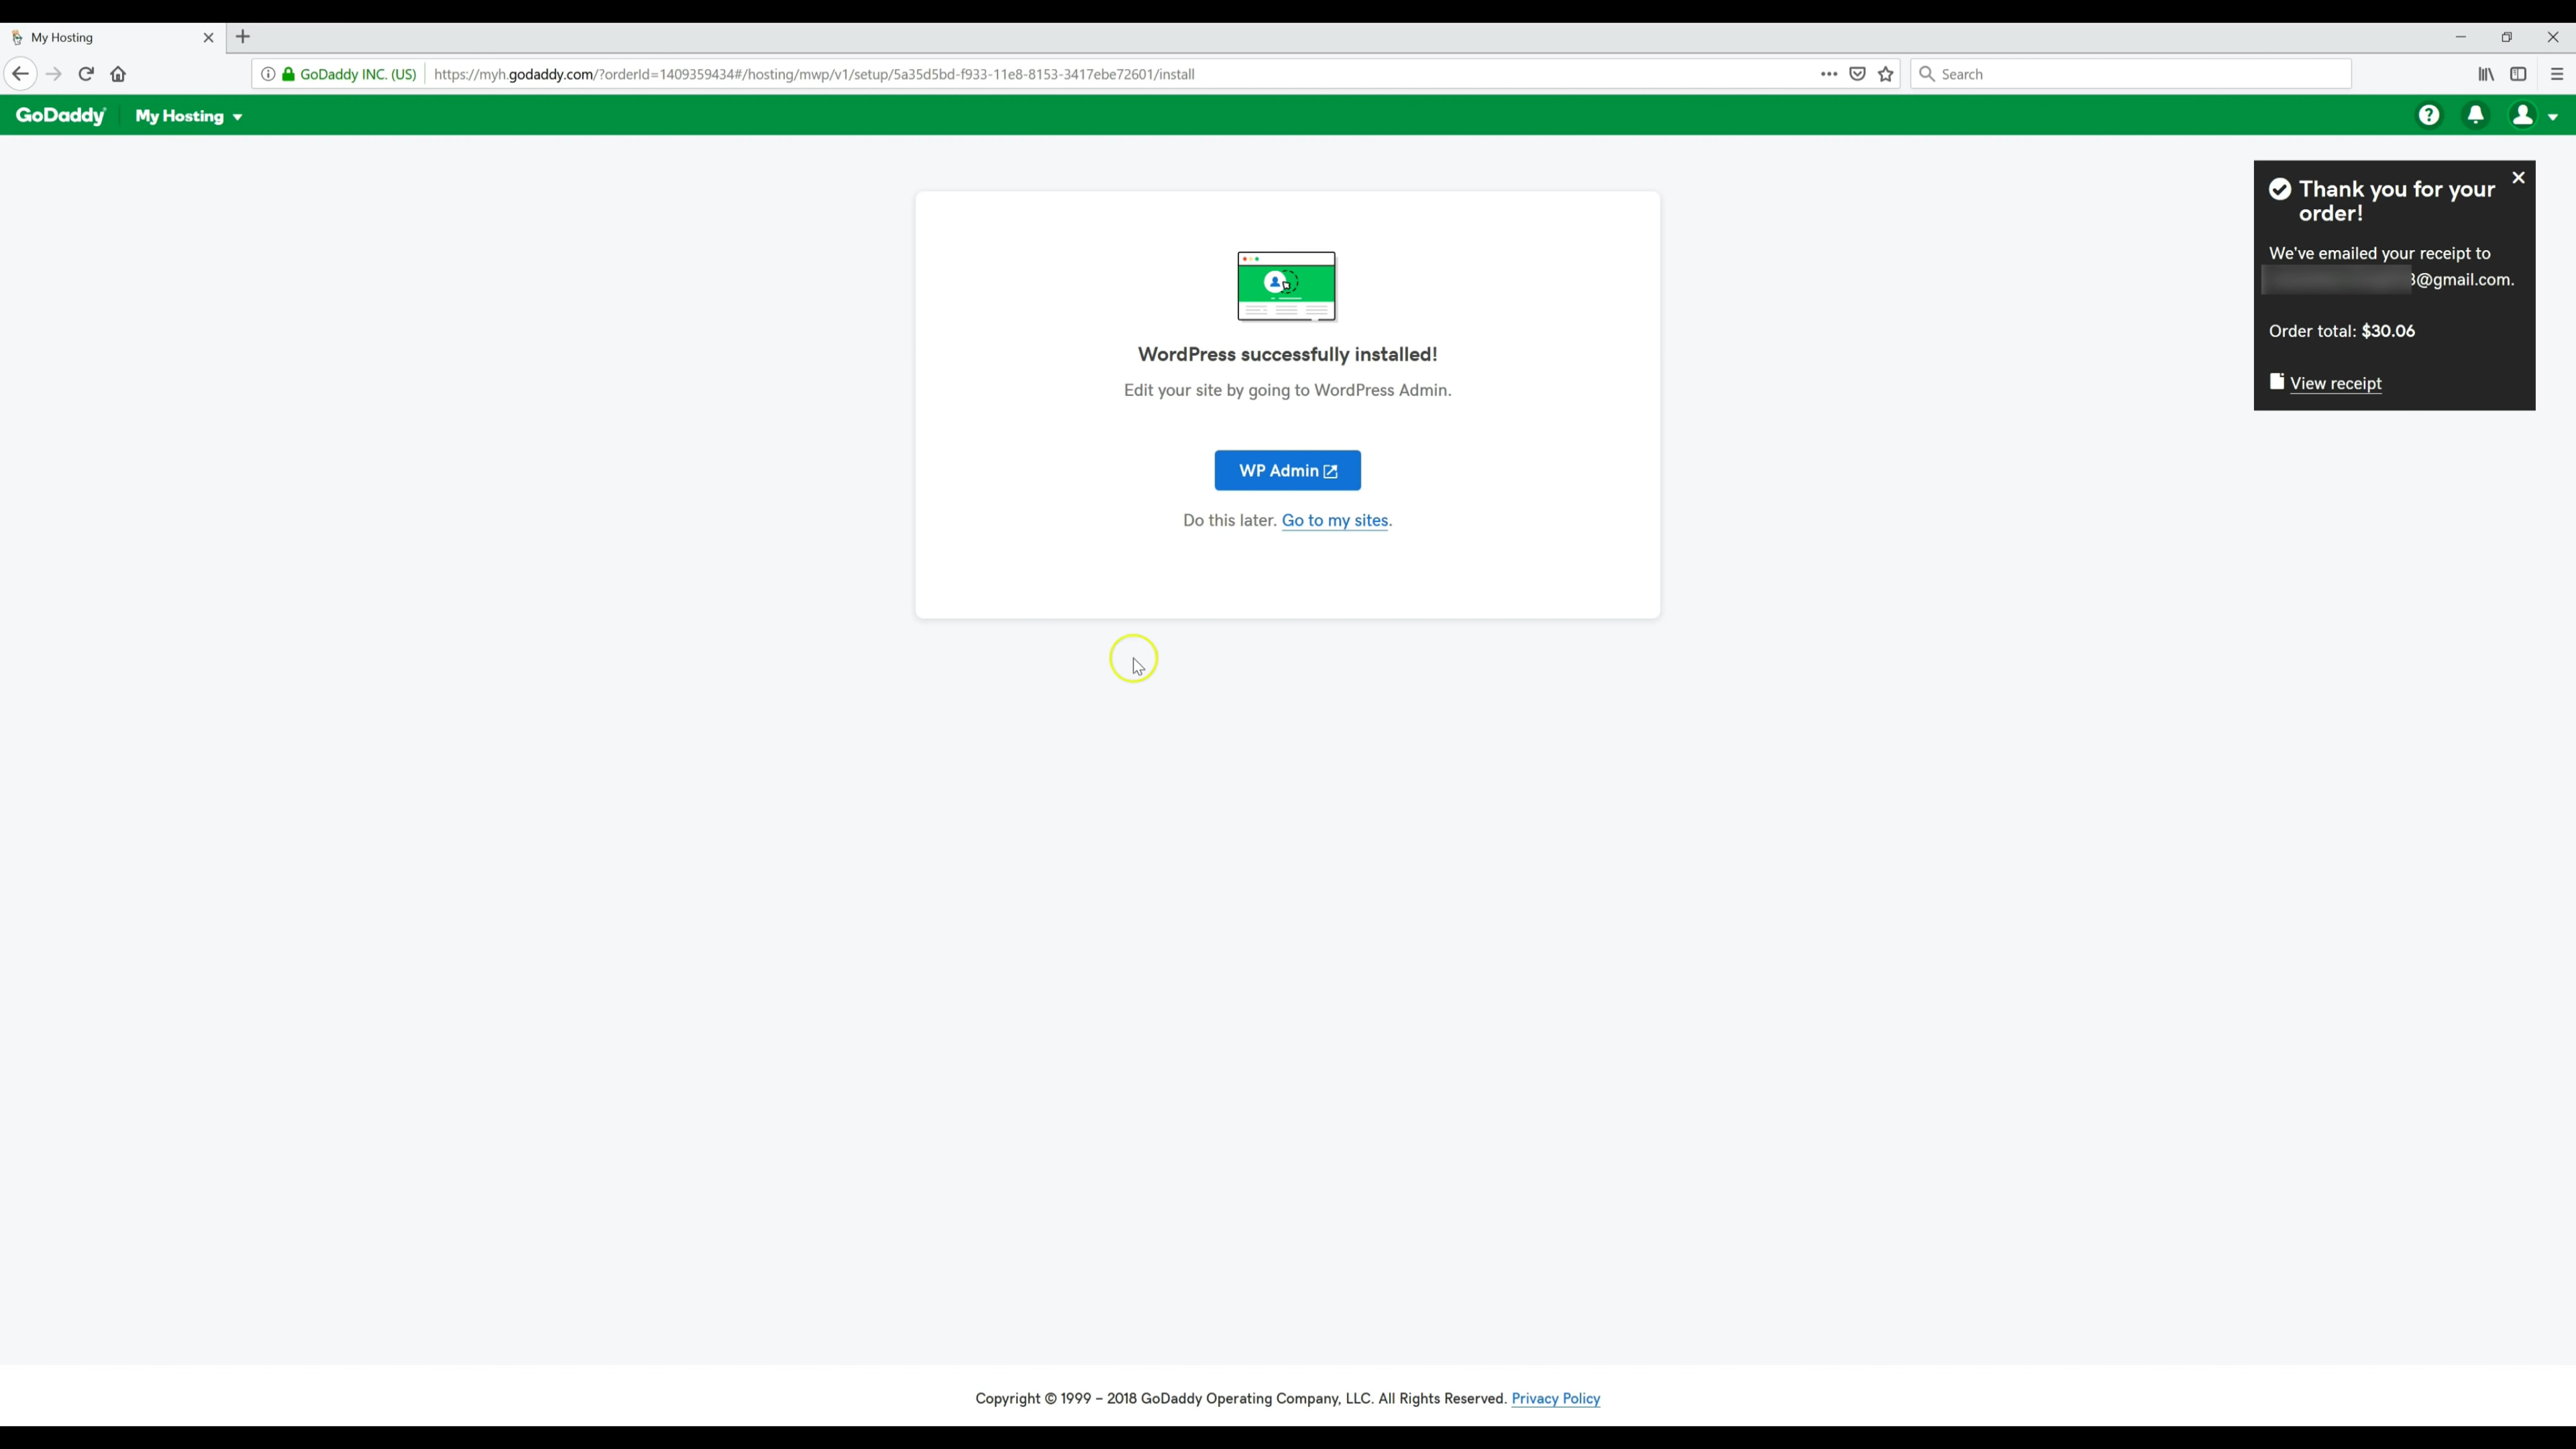 My Hosting
GoDaddy INC. (US)
https://myh.godaddy.com/?orderId=1409359434#/hosting/mwp/v1/setup/5a35d5bd-f933-11e8-8153-3417ebe72601/install
Search
GoDaddy
My Hosting
Thank you for your
order!
We've emailed your receipt to
@gmail.com.
Order total: $30.06
View receipt
WordPress successfully installed!
Edit your site by going to WordPress Admin.
WP Admin
Do this later. Go to my sites.
Copyright © 1999 – 2018 GoDaddy Operating Company, LLC. All Rights Reserved. Privacy Policy